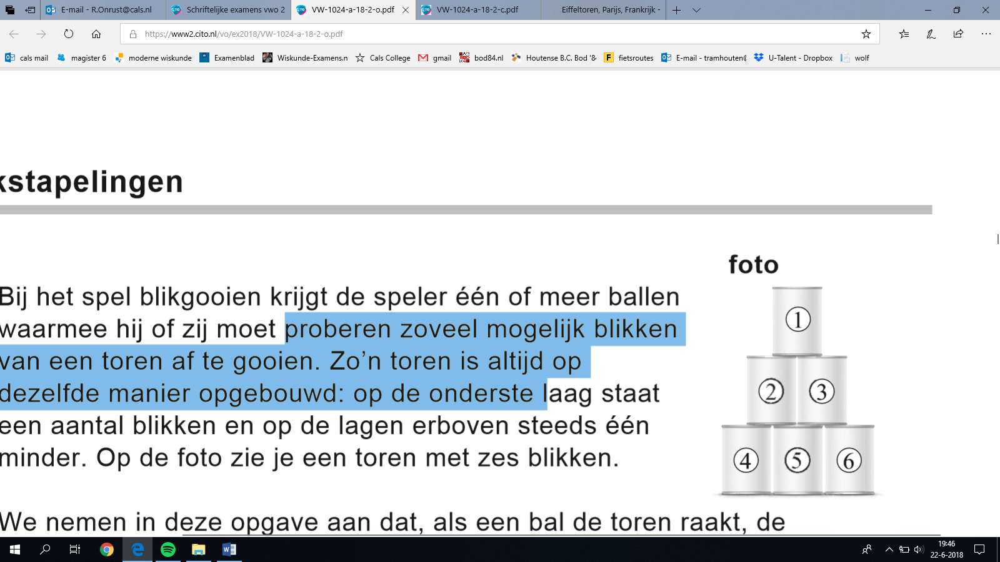 E-mail - R.Onrust@cals.nl
Schriftelijke examens vwo 2
VW-1024-a-18-2-o.pdf
VW-1024-a-18-2-c.pdf
Eiffeltoren, Parijs, Frankrijk -
https://www2.cito.nl/vo/ex2018/VW-1024-a-18-2-o.pdf
cals mail
magister 6
moderne wiskunde
Examenblad
Wiskunde-Examens.n
Cals College
gmail
bod84.nl
Houtense B.C. Bod '84
fietsroutes
E-mail - tramhouten@
U-Talent - Dropbox
wolf
kstapelingen
foto
Bij het spel blikgooien krijgt de speler één of meer ballen
waarmee hij of zij moet proberen zoveel mogelijk blikken
van een toren af te gooien. Zo’n toren is altijd op
dezelfde manier opgebouwd: op de onderste laag staat
een aantal blikken en op de lagen erboven steeds één
minder. Op de foto zie je een toren met zes blikken.
1
2 3
4 5 6
We nemen in deze opgave aan dat, als een bal de toren raakt, de
19:46
22-6-2018